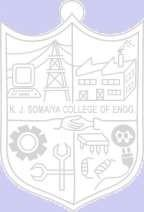 K. J. SOMAIYA COLLEGE OF ENGG.